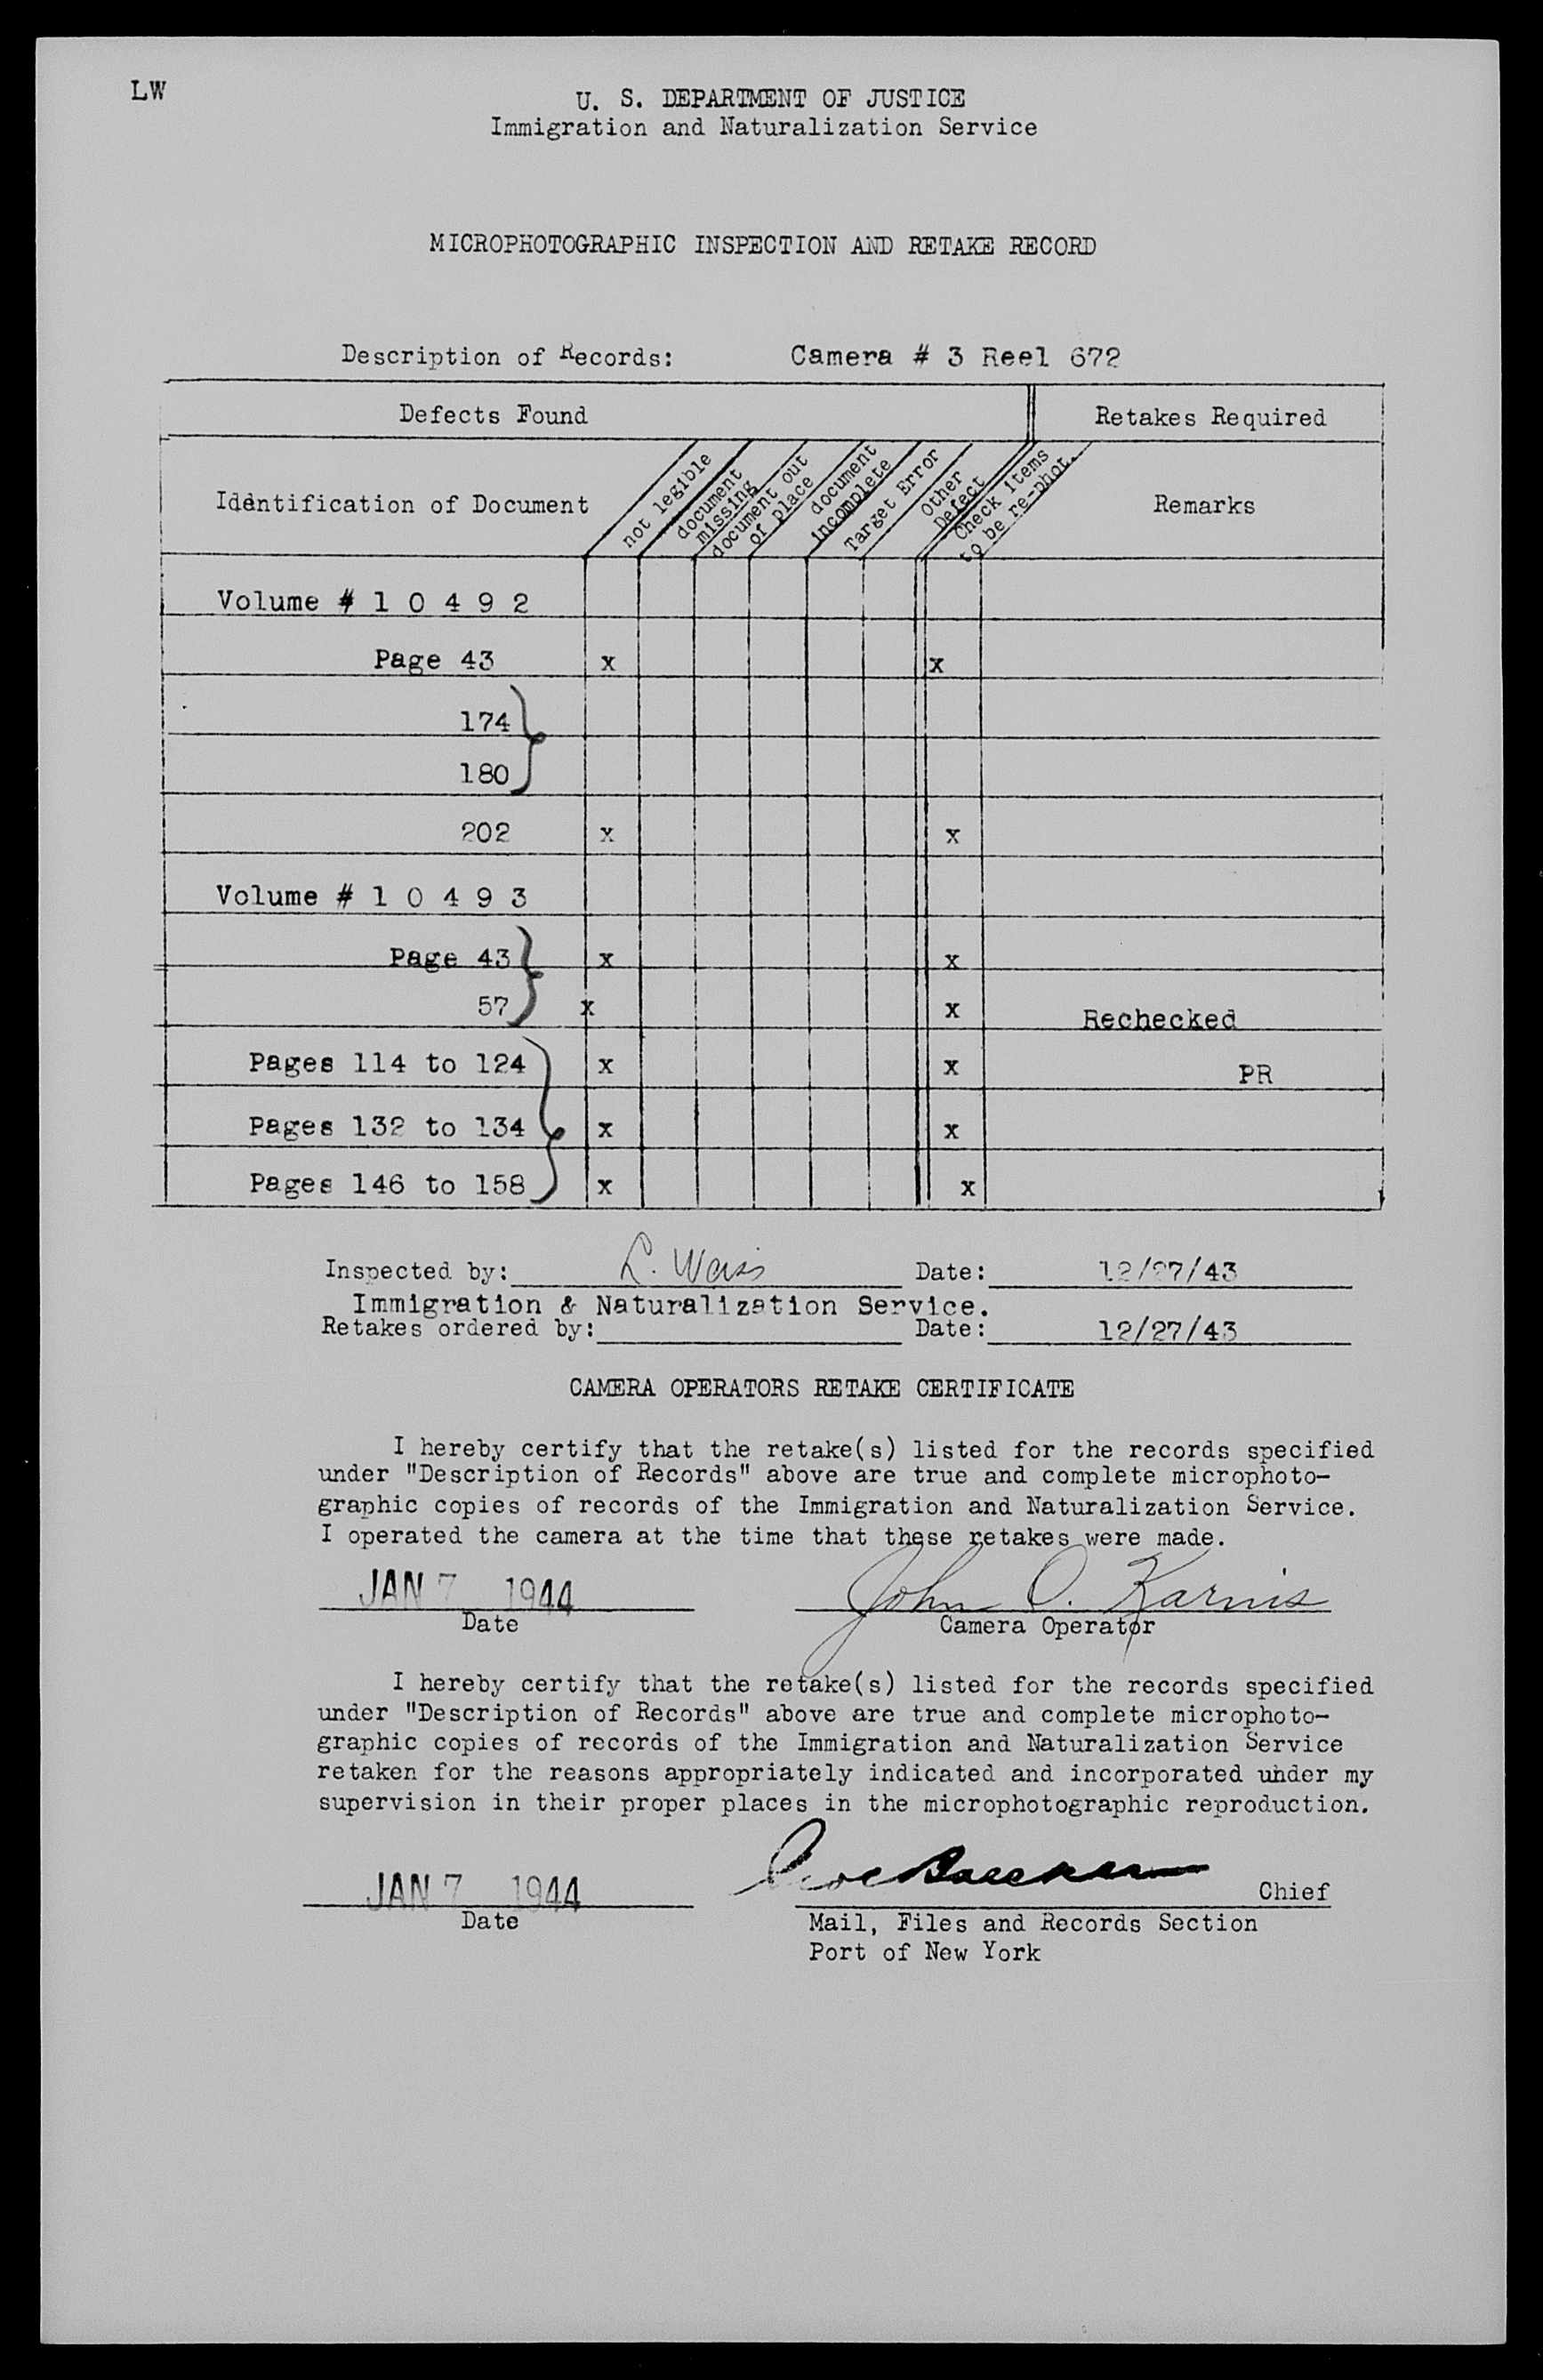 LW
U. S. DEPARTMENT OF JUSTICE
Immigration and Naturalization Service
MICROPHOTOGRAPHIC INSPECTION AND RETAKE RECORD
Description of Records: Camera # 3 Reel 672
Defects Found Retakes Required
Identification of Document
not legible
document
missing
document out
of place
document
incomplete
Target Error
Other
Defect
Check Items
to be re-phot.
Remarks
Volume # 1 0 4 9 2
Page 43 x x
174
180
202 x x
Volume # 1 0 4 9 3
Page 43 x x
57 x x Rechecked
Pages 114 to 124 x x PR
Pages 132 to 134 x x
Pages 146 to 158 x x
Inspected by: L. Weis Date: 12/27/43
Immigration & Naturalization Service.
Retakes ordered by: Date: 12/27/43
CAMERA OPERATORS RETAKE CERTIFICATE
I hereby certify that the retake(s) listed for the records specified
under "Description of Records" above are true and complete microphoto-
graphic copies of records of the Immigration and Naturalization Service.
I operated the camera at the time that these retakes were made.
JAN 7 1944 John O. Karnis
Date Camera Operator
I hereby certify that the retake(s) listed for the records specified
under "Description of Records" above are true and complete microphoto-
graphic copies of records of the Immigration and Naturalization Service
retaken for the reasons appropriately indicated and incorporated under my
supervision in their proper places in the microphotographic reproduction.
JAN 7 1944 Chief
Date Mail, Files and Records Section
Port of New York